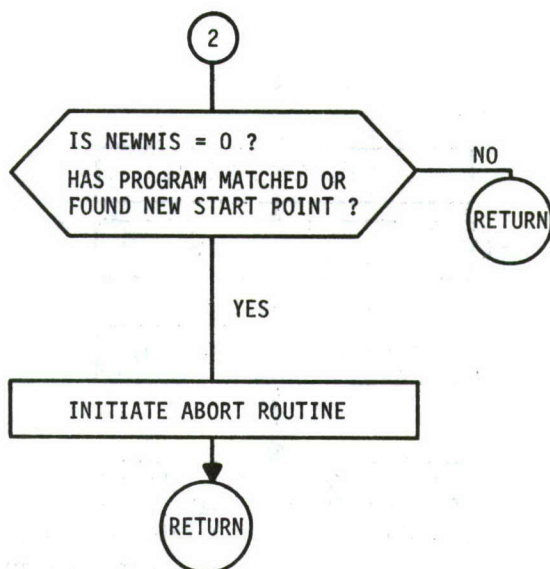 2
IS NEWMIS = 0 ?
HAS PROGRAM MATCHED OR
FOUND NEW START POINT ?
NO
RETURN
YES
INITIATE ABORT ROUTINE
RETURN